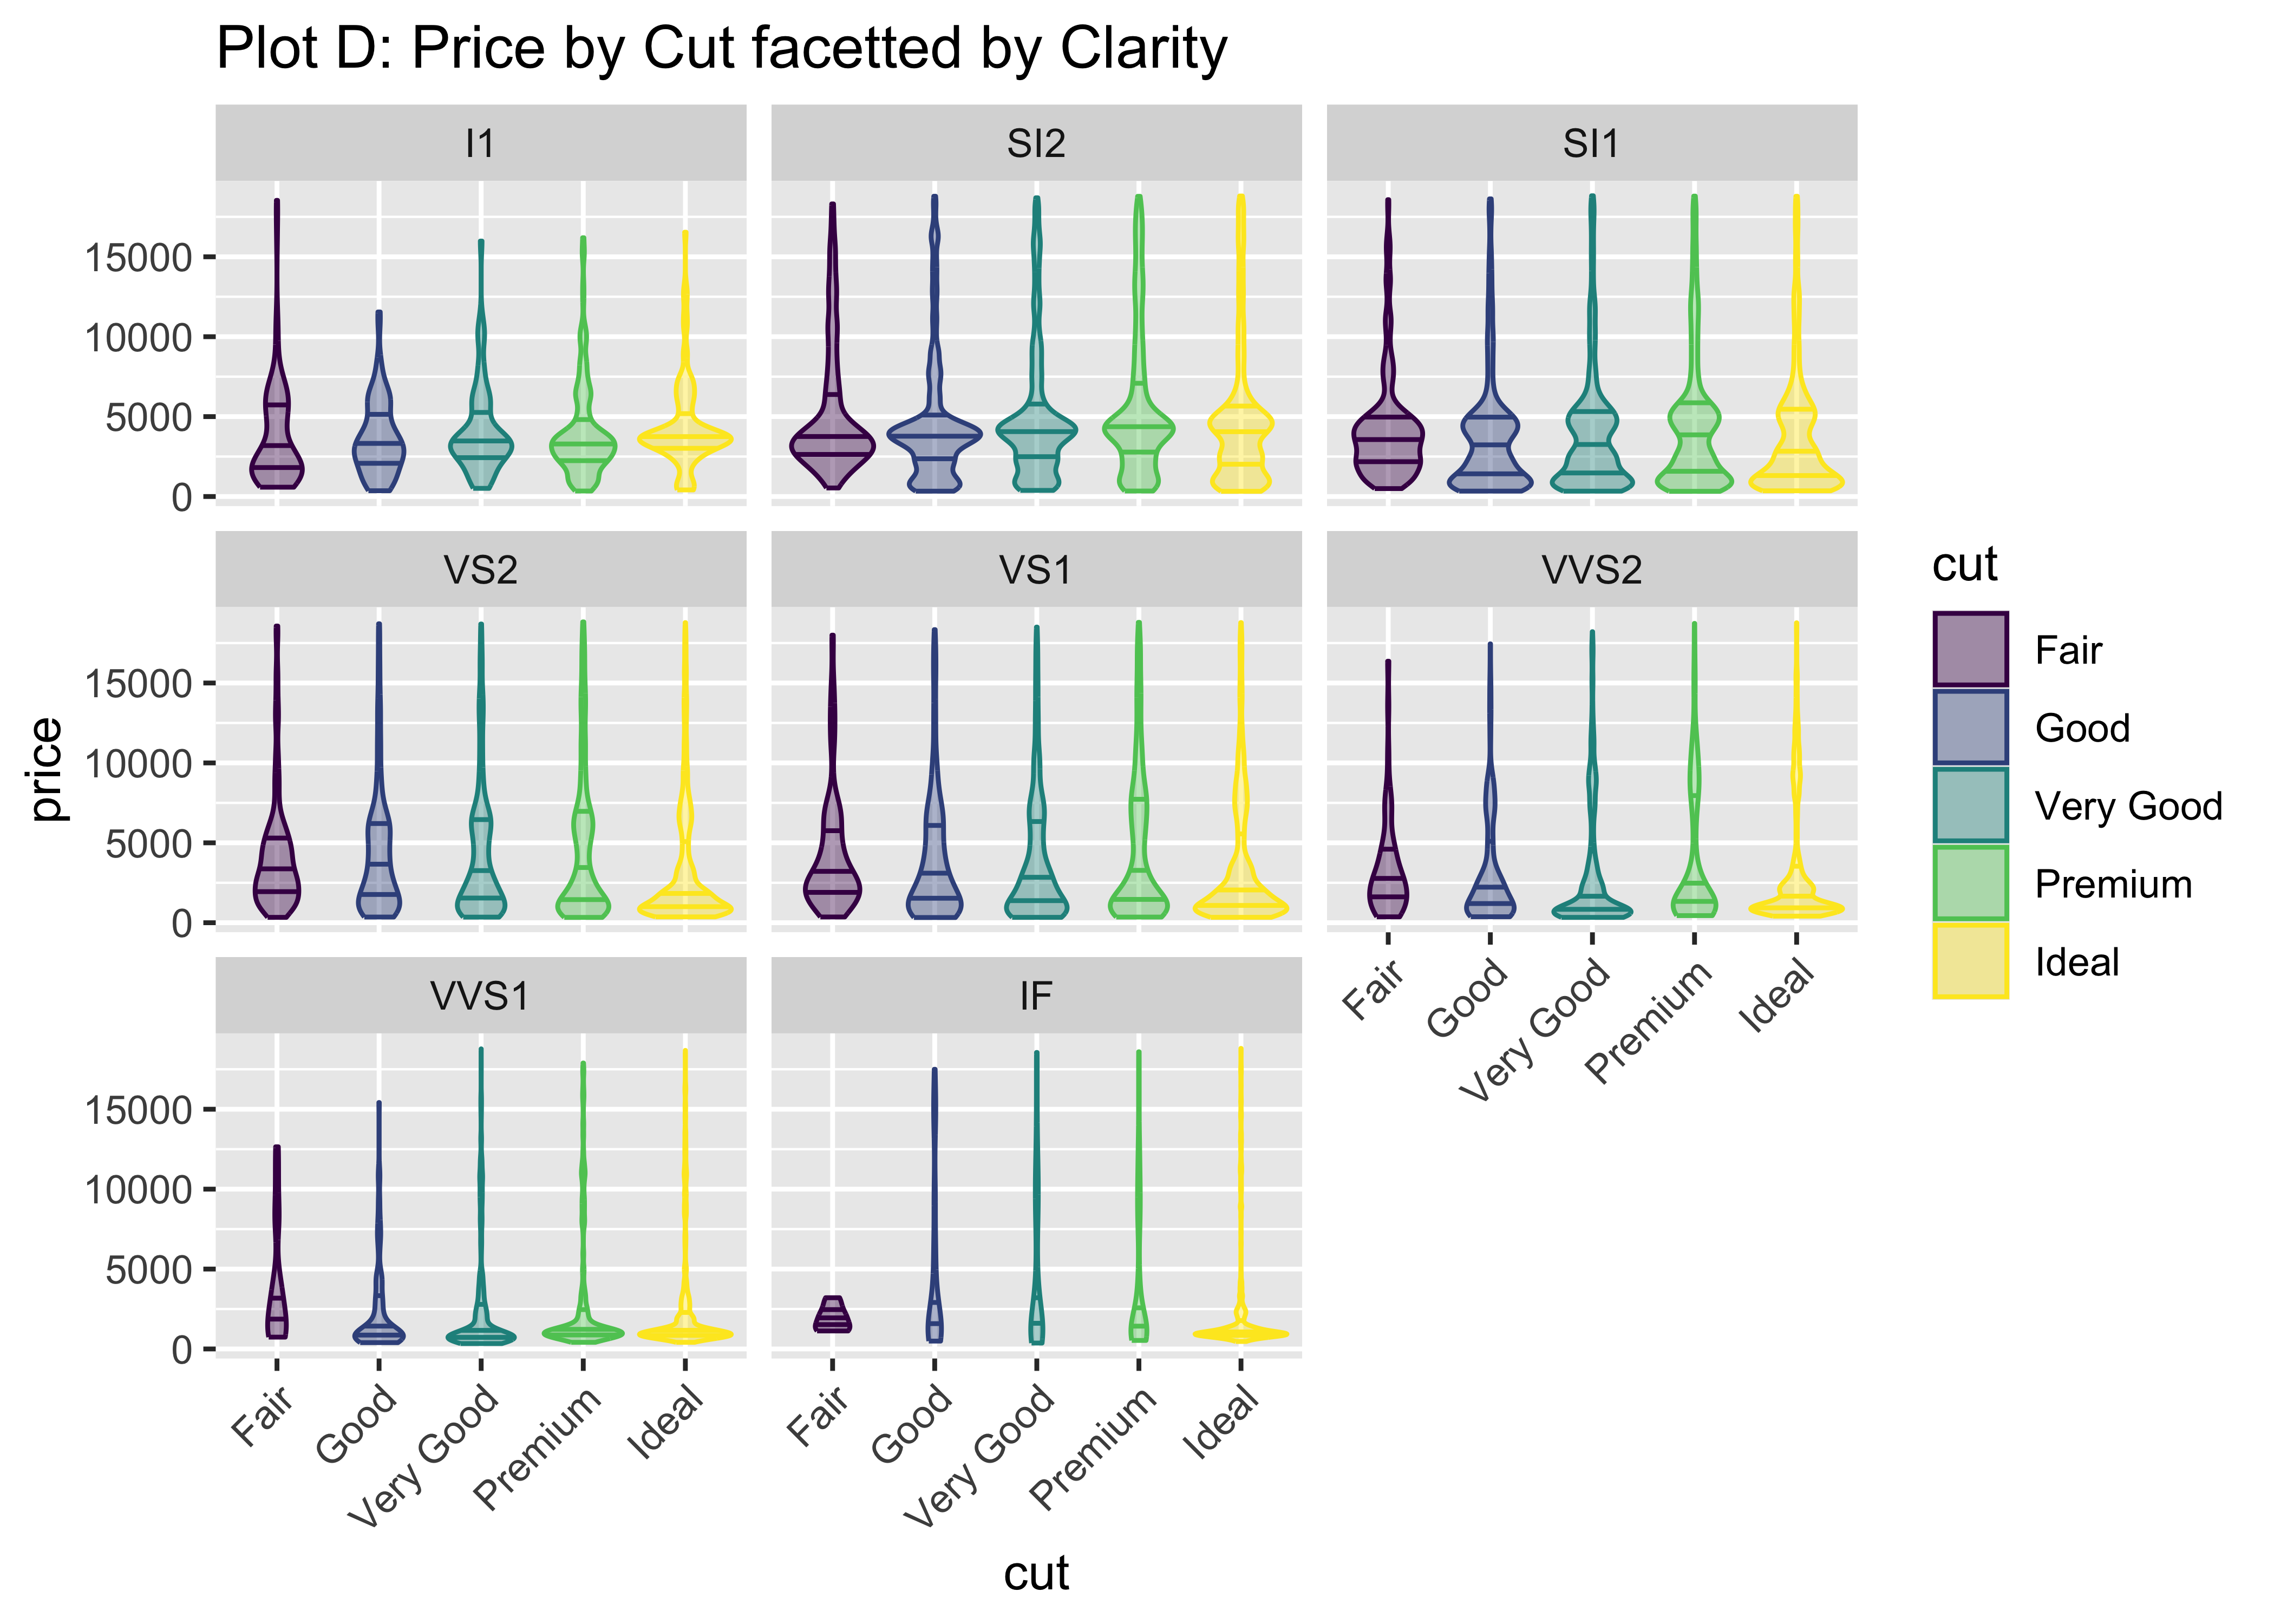 Plot D: Price by Cut facetted by Clarity
I1
SI2
SI1
15000
10000
5000
0
VS2
VS1
VVS2
15000
10000
5000
0
Fair
Good
Very Good
Premium
Ideal
VVS1
IF
15000
10000
5000
0
Fair
Good
Very Good
Premium
Ideal
Fair
Good
Very Good
Premium
Ideal
price
cut
cut
Fair
Good
Very Good
Premium
Ideal